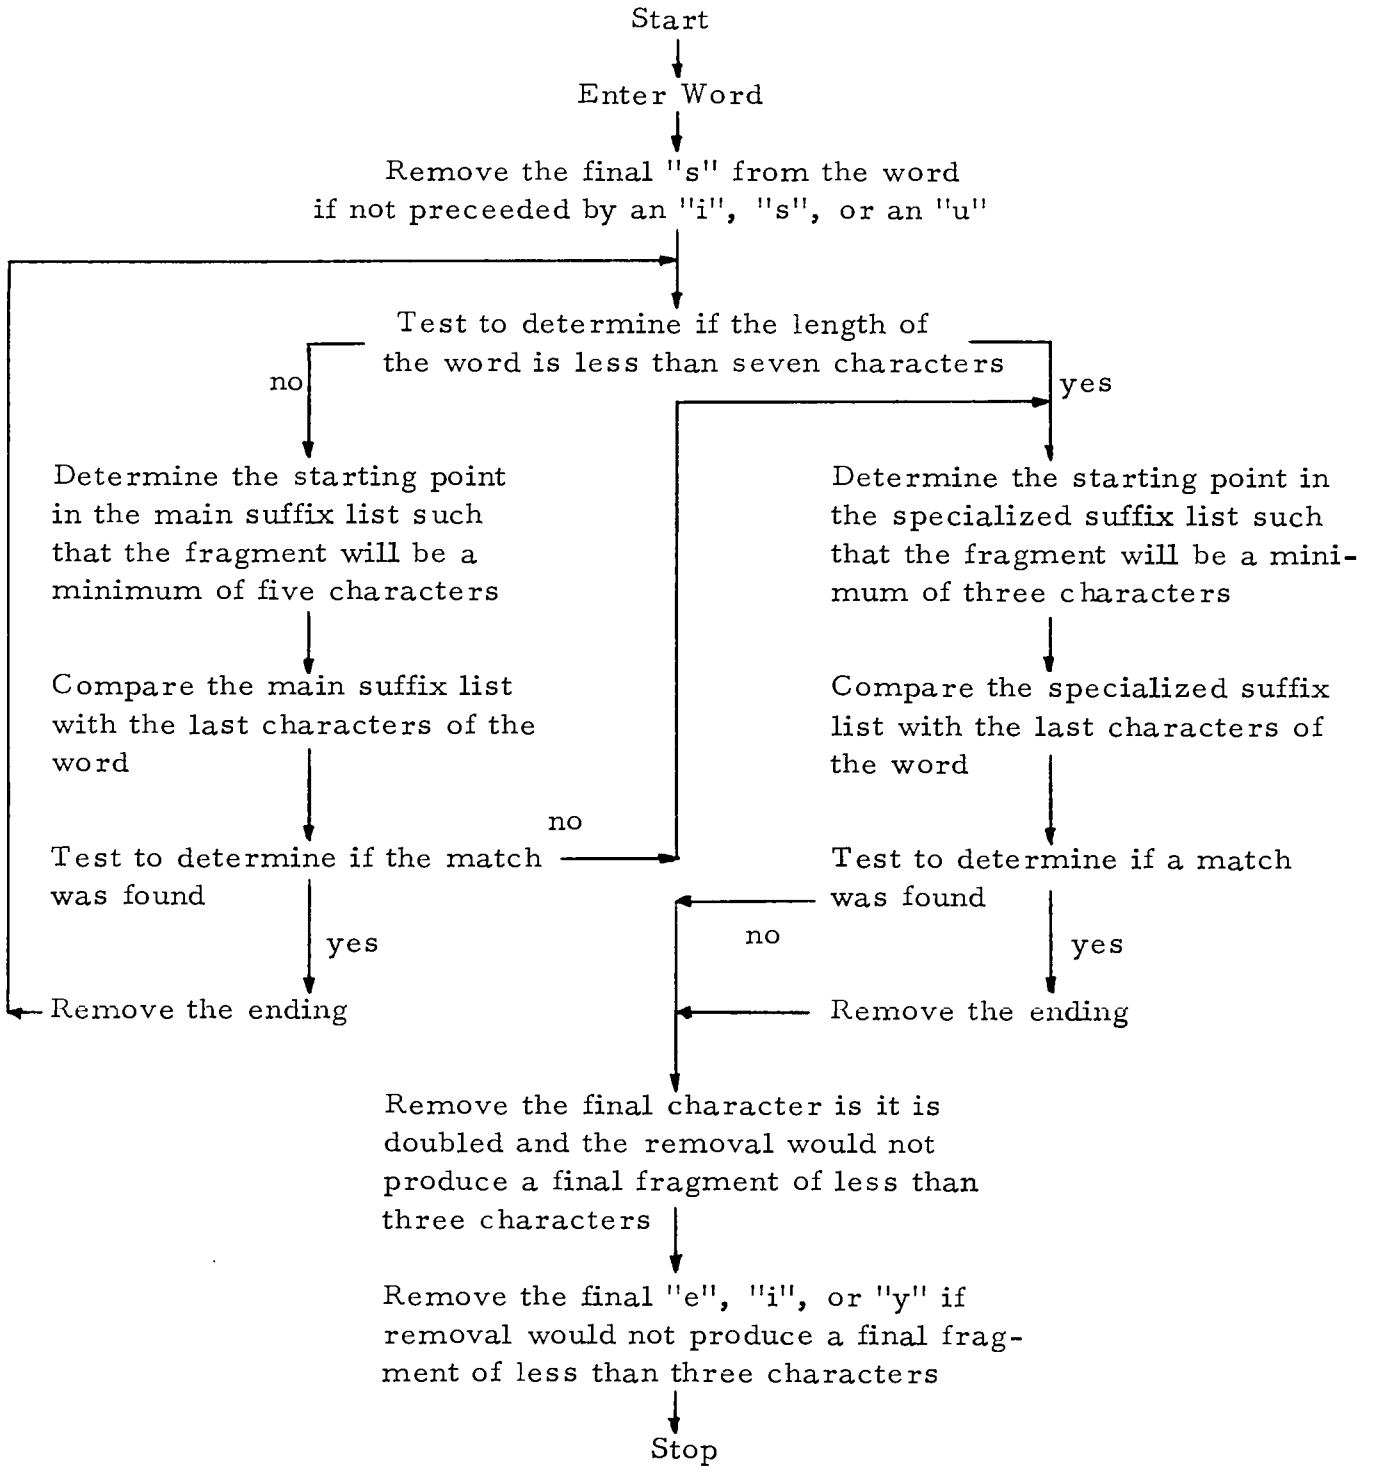 Start
Enter Word
Remove the final "s" from the word
if not preceeded by an "i", "s", or an "u"
Test to determine if the length of
the word is less than seven characters
no
yes
Determine the starting point
in the main suffix list such
that the fragment will be a
minimum of five characters
Compare the main suffix list
with the last characters of the
word
no
Test to determine if the match
was found
yes
Remove the ending
Determine the starting point in
the specialized suffix list such
that the fragment will be a mini-
mum of three characters
Compare the specialized suffix
list with the last characters of
the word
Test to determine if a match
was found
no
yes
Remove the ending
Remove the final character is it is
doubled and the removal would not
produce a final fragment of less than
three characters
Remove the final "e", "i", or "y" if
removal would not produce a final frag-
ment of less than three characters
Stop